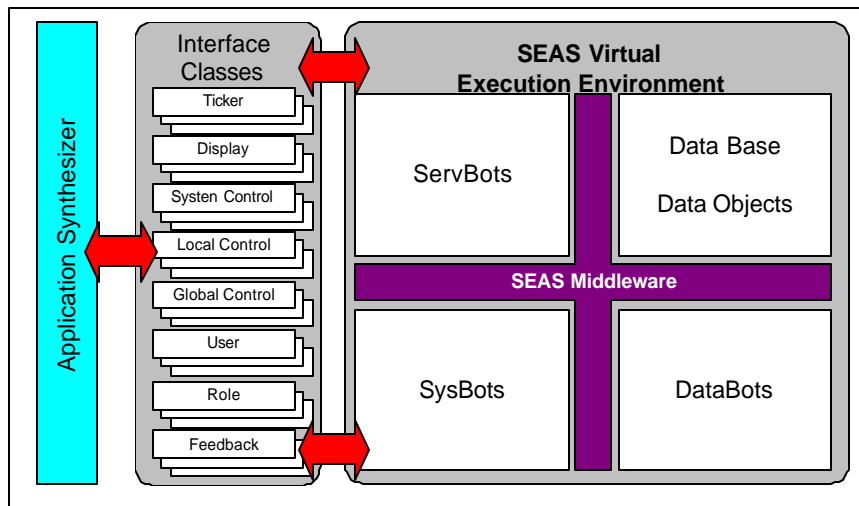 Application Synthesizer
Interface
Classes
Ticker
Display
Systen Control
Local Control
Global Control
User
Role
Feedback
SEAS Virtual
Execution Environment
ServBots
Data Base
Data Objects
SEAS Middleware
SysBots
DataBots